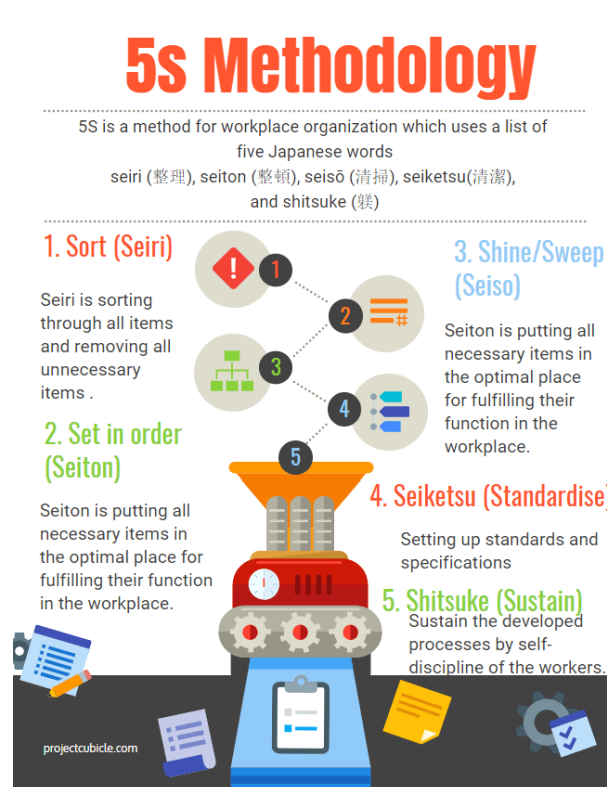 5s Methodology
5S is a method for workplace organization which uses a list of
five Japanese words
seiri (整理), seiton (整頓), seisō (清掃), seiketsu(清潔),
and shitsuke (躾)
1. Sort (Seiri)
Seiri is sorting
through all items
and removing all
unnecessary
items .
2. Set in order
(Seiton)
Seiton is putting all
necessary items in
the optimal place for
fulfilling their function
in the workplace.
!
1
2
#
3
4
5
3. Shine/Sweep
(Seiso)
Seiton is putting all
necessary items in
the optimal place
for fulfilling their
function in the
workplace.
4. Seiketsu (Standardise)
Setting up standards and
specifications
5. Shitsuke (Sustain)
Sustain the developed
processes by self-
discipline of the workers.
projectcubicle.com